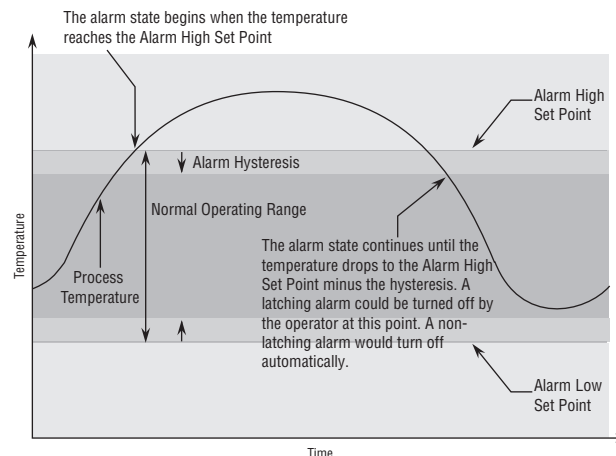 The alarm state begins when the temperature
reaches the Alarm High Set Point
Alarm High
Set Point
Alarm Hysteresis
Normal Operating Range
Temperature
Process
Temperature
The alarm state continues until the
temperature drops to the Alarm High
Set Point minus the hysteresis. A
latching alarm could be turned off by
the operator at this point. A non-
latching alarm would turn off
automatically.
Alarm Low
Set Point
Time